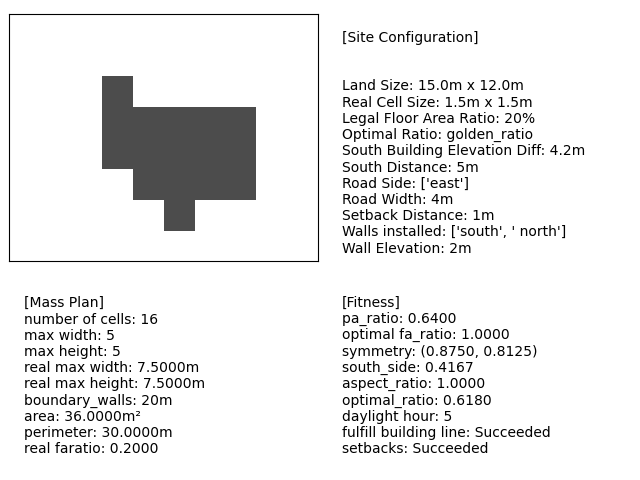 [Site Configuration]
Land Size: 15.0m x 12.0m
Real Cell Size: 1.5m x 1.5m
Legal Floor Area Ratio: 20%
Optimal Ratio: golden_ratio
South Building Elevation Diff: 4.2m
South Distance: 5m
Road Side: ['east']
Road Width: 4m
Setback Distance: 1m
Walls installed: ['south', ' north']
Wall Elevation: 2m
[Mass Plan]
number of cells: 16
max width: 5
max height: 5
real max width: 7.5000m
real max height: 7.5000m
boundary_walls: 20m
area: 36.0000m²
perimeter: 30.0000m
real faratio: 0.2000
[Fitness]
pa_ratio: 0.6400
optimal fa_ratio: 1.0000
symmetry: (0.8750, 0.8125)
south_side: 0.4167
aspect_ratio: 1.0000
optimal_ratio: 0.6180
daylight hour: 5
fulfill building line: Succeeded
setbacks: Succeeded